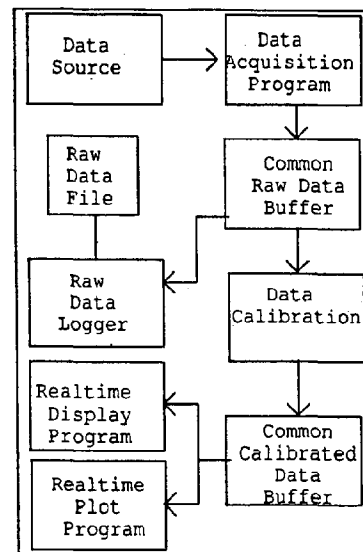 Data
Source
Data
Acquisition
Program
Raw
Data
File
Common
Raw Data
Buffer
Raw
Data
Logger
Data
Calibration
Realtime
Display
Program
Common
Calibrated
Data
Buffer
Realtime
Plot
Program